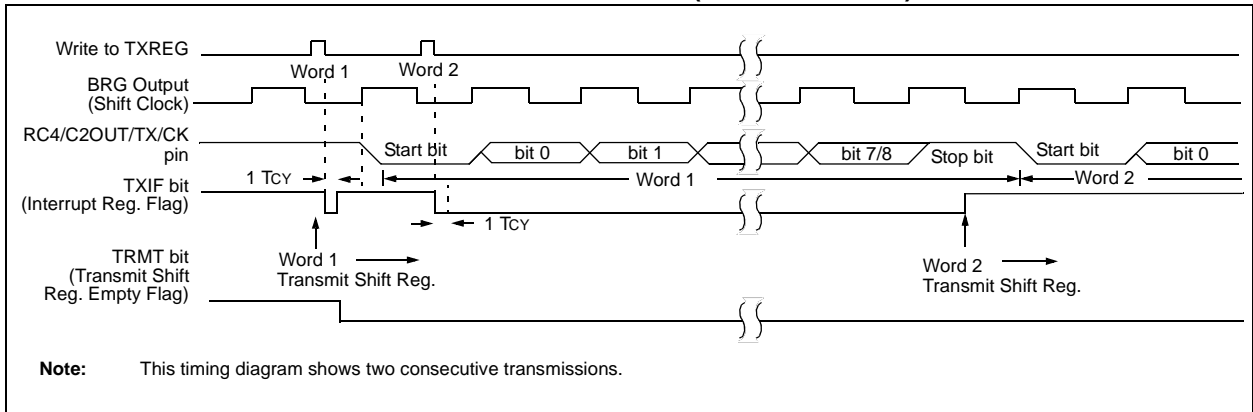 Write to TXREG
Word 1
Word 2
BRG Output
(Shift Clock)
RC4/C2OUT/TX/CK
pin
Start bit
bit 0
bit 1
bit 7/8
Stop bit
Start bit
bit 0
1 TCY
Word 1
Word 2
TXIF bit
(Interrupt Reg. Flag)
1 TCY
TRMT bit
(Transmit Shift
Reg. Empty Flag)
Word 1
Transmit Shift Reg.
Word 2
Transmit Shift Reg.
Note: This timing diagram shows two consecutive transmissions.